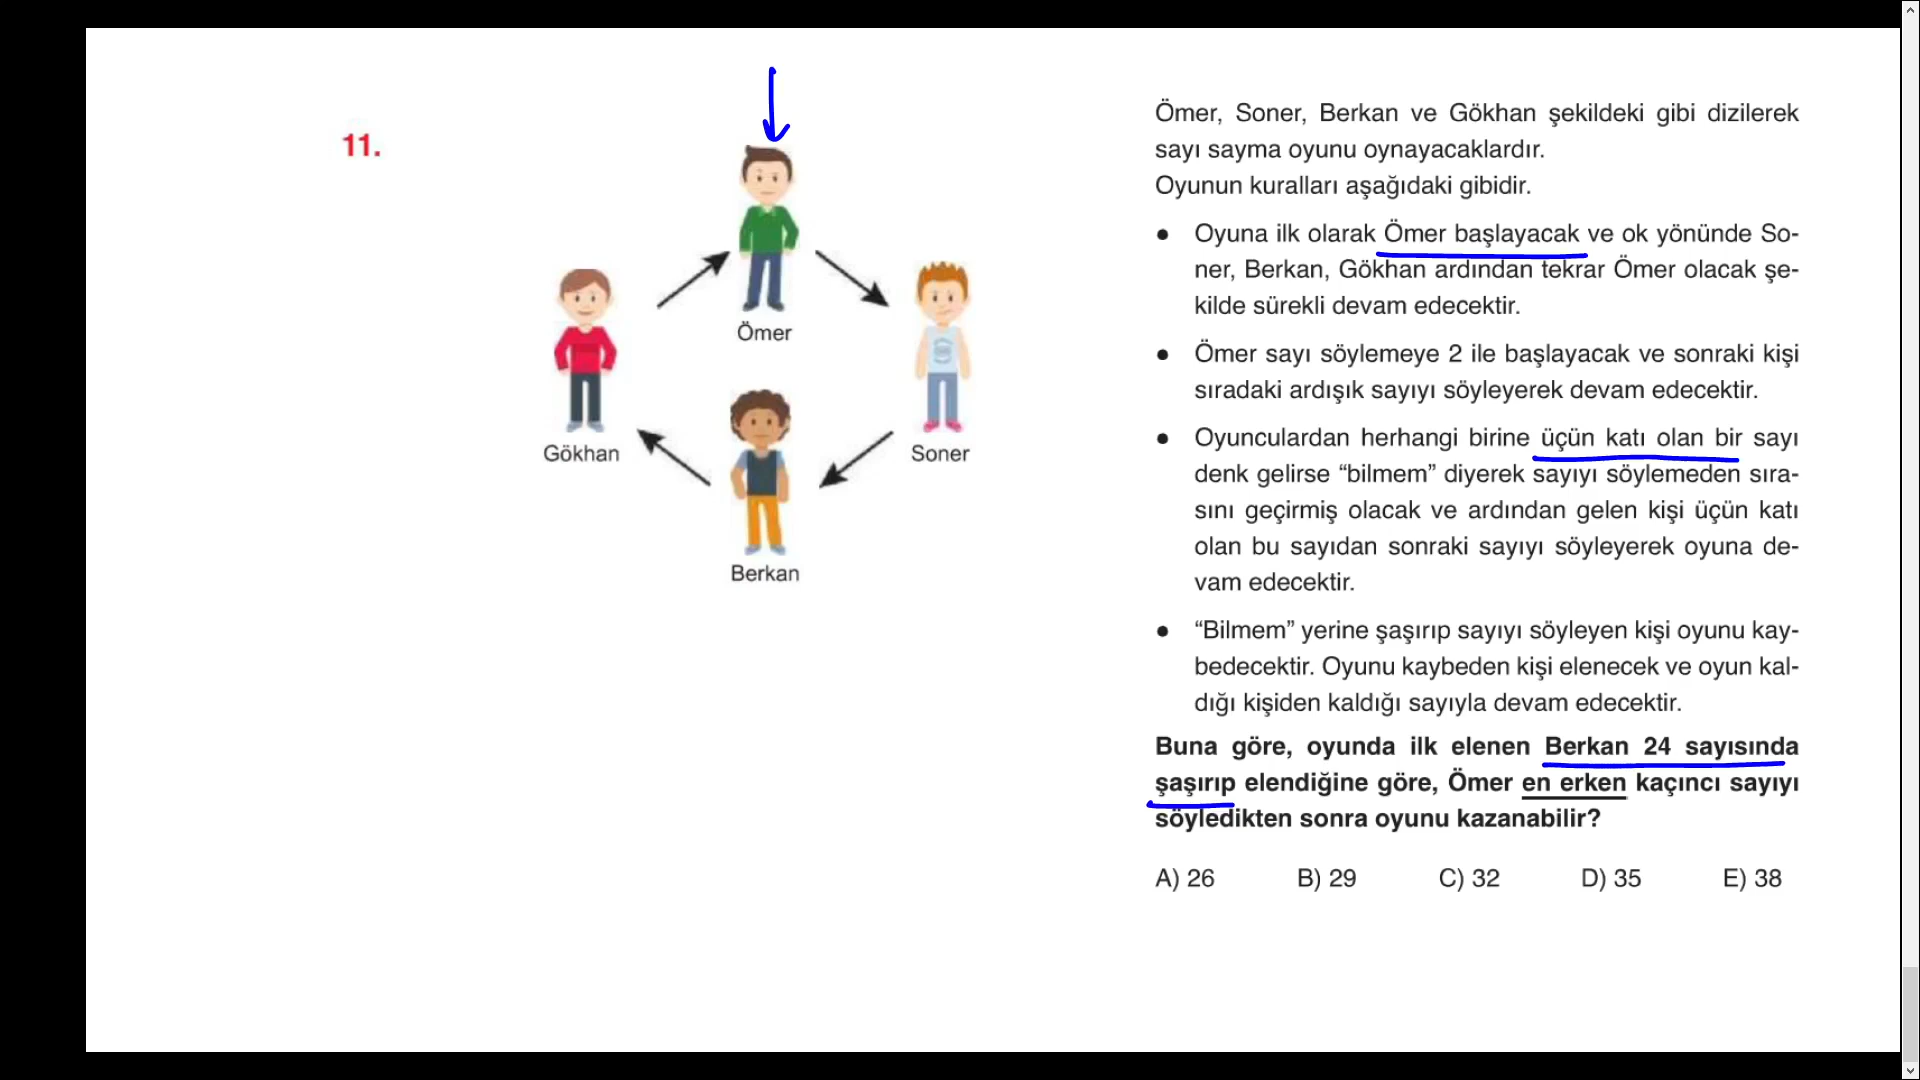 11.
Ömer
Gökhan
Soner
Berkan
Ömer, Soner, Berkan ve Gökhan şekildeki gibi dizilerek
sayı sayma oyunu oynayacaklardır.
Oyunun kuralları aşağıdaki gibidir.
● Oyuna ilk olarak Ömer başlayacak ve ok yönünde So-
ner, Berkan, Gökhan ardından tekrar Ömer olacak şe-
kilde sürekli devam edecektir.
● Ömer sayı söylemeye 2 ile başlayacak ve sonraki kişi
sıradaki ardışık sayıyı söyleyerek devam edecektir.
● Oyunculardan herhangi birine üçün katı olan bir sayı
denk gelirse “bilmem” diyerek sayıyı söylemeden sıra-
sını geçirmiş olacak ve ardından gelen kişi üçün katı
olan bu sayıdan sonraki sayıyı söyleyerek oyuna de-
vam edecektir.
● “Bilmem” yerine şaşırıp sayıyı söyleyen kişi oyunu kay-
bedecektir. Oyunu kaybeden kişi elenecek ve oyun kal-
dığı kişiden kaldığı sayıyla devam edecektir.
Buna göre, oyunda ilk elenen Berkan 24 sayısında
şaşırıp elendiğine göre, Ömer en erken kaçıncı sayıyı
söyledikten sonra oyunu kazanabilir?
A) 26 B) 29 C) 32 D) 35 E) 38